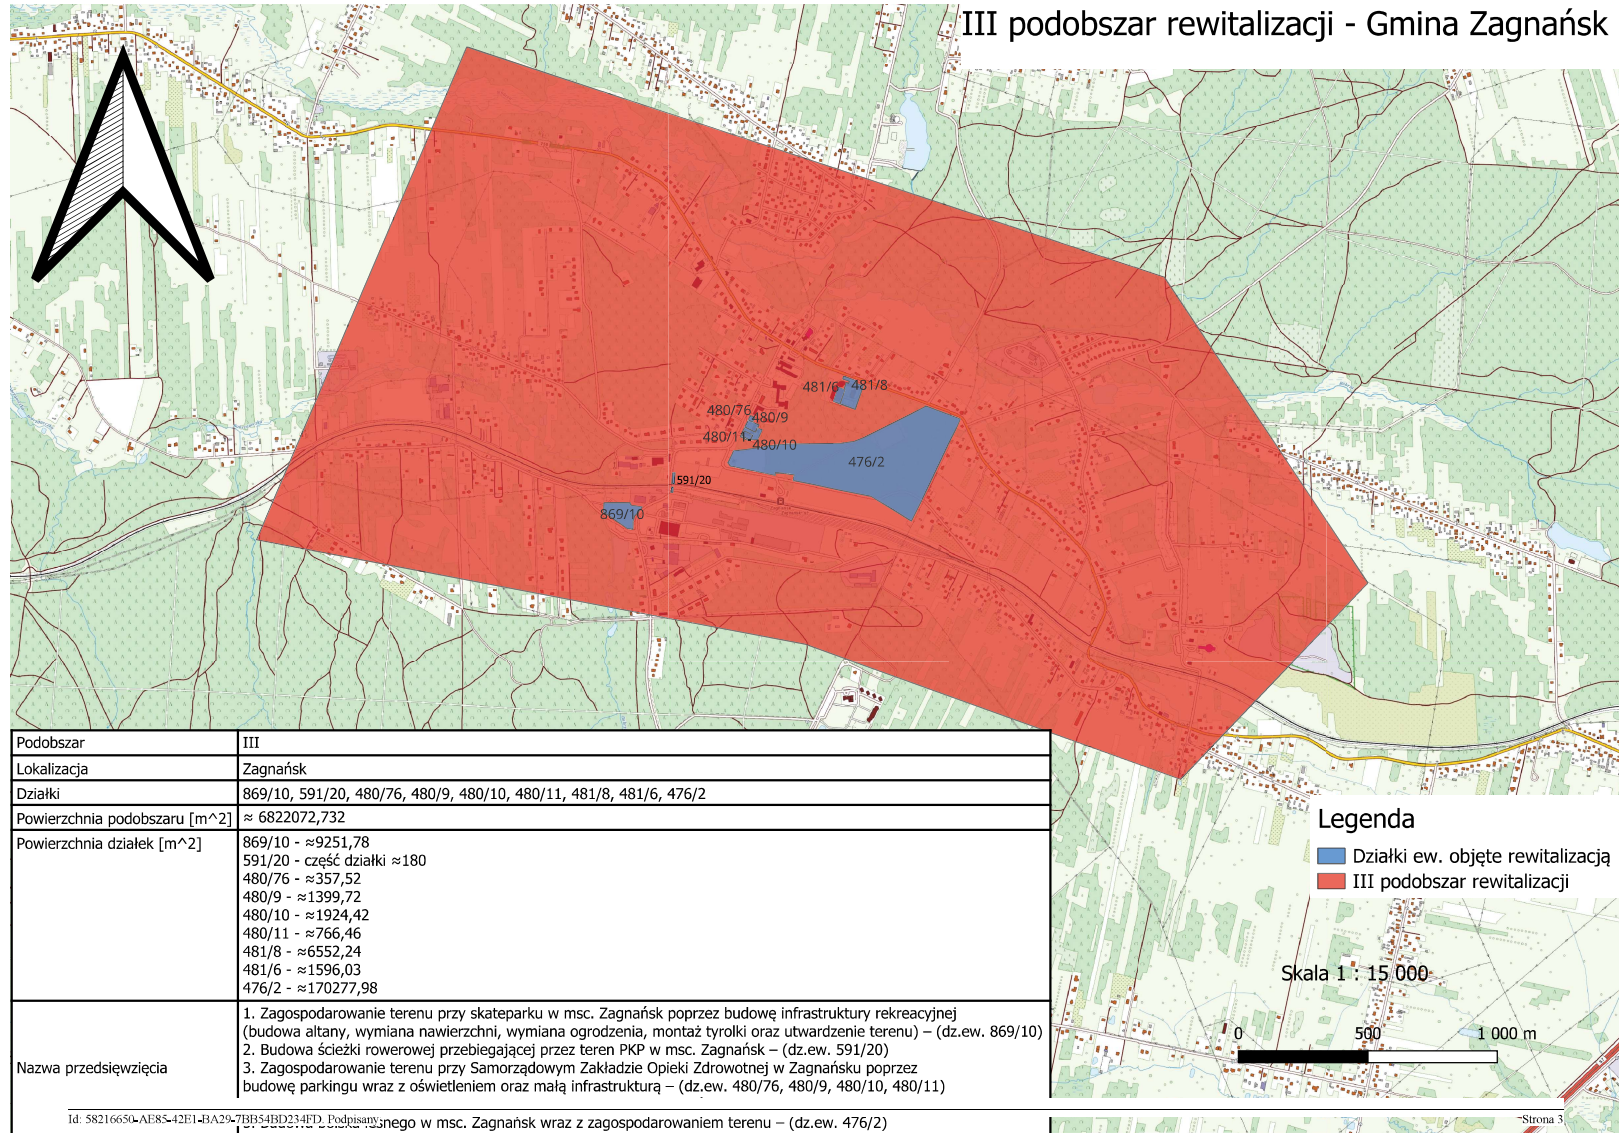 III podobszar rewitalizacji - Gmina Zagnańsk
481/6
481/8
480/76
480/9
480/11
480/10
476/2
591/20
869/10
Podobszar
III
Lokalizacja
Zagnańsk
Działki
869/10, 591/20, 480/76, 480/9, 480/10, 480/11, 481/8, 481/6, 476/2
Powierzchnia podobszaru [m^2]
≈ 6822072,732
Powierzchnia działek [m^2]
869/10 - ≈9251,78
591/20 - część działki ≈180
480/76 - ≈357,52
480/9 - ≈1399,72
480/10 - ≈1924,42
480/11 - ≈766,46
481/8 - ≈6552,24
481/6 - ≈1596,03
476/2 - ≈170277,98
Nazwa przedsięwzięcia
1. Zagospodarowanie terenu przy skateparku w msc. Zagnańsk poprzez budowę infrastruktury rekreacyjnej
(budowa altany, wymiana nawierzchni, wymiana ogrodzenia, montaż tyrolki oraz utwardzenie terenu) – (dz.ew. 869/10)
2. Budowa ścieżki rowerowej przebiegającej przez teren PKP w msc. Zagnańsk – (dz.ew. 591/20)
3. Zagospodarowanie terenu przy Samorządowym Zakładzie Opieki Zdrowotnej w Zagnańsku poprzez
budowę parkingu wraz z oświetleniem oraz małą infrastrukturą – (dz.ew. 480/76, 480/9, 480/10, 480/11)
w msc. Zagnańsk wraz z zagospodarowaniem terenu – (dz.ew. 476/2)
Legenda
Działki ew. objęte rewitalizacją
III podobszar rewitalizacji
Skala 1 : 15 000
0 500 1 000 m
Id: 58216650-AE85-42E1-BA29-7BB54BD234FD. Podpisany
Strona 3